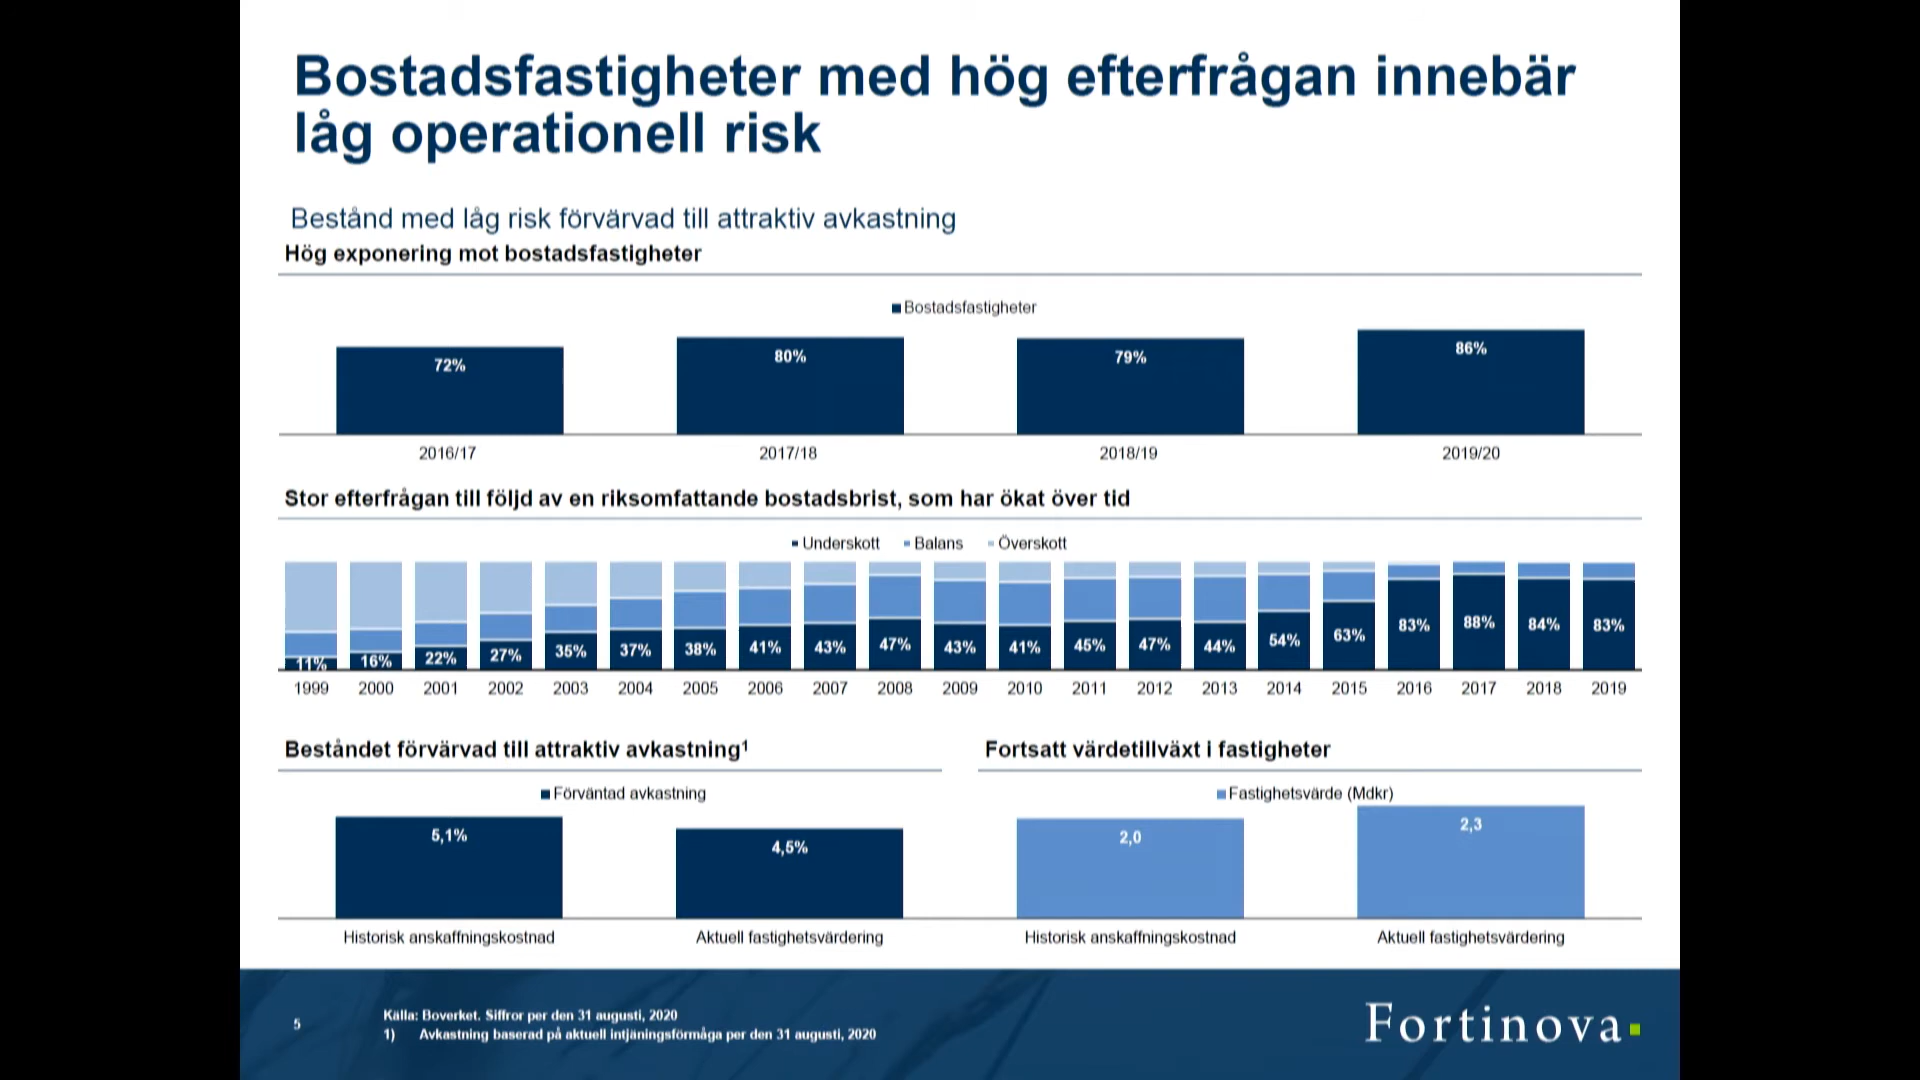 Bostadsfastigheter med hög efterfrågan innebär
låg operationell risk
Bestånd med låg risk förvärvad till attraktiv avkastning
Hög exponering mot bostadsfastigheter
Bostadsfastigheter
72% 80% 79% 86%
2016/17 2017/18 2018/19 2019/20
Stor efterfrågan till följd av en riksomfattande bostadsbrist, som har ökat över tid
Underskott Balans Överskott
11% 16% 22% 27% 35% 37% 38% 41% 43% 47% 43% 41% 45% 47% 44% 54% 63% 83% 88% 84% 83%
1999 2000 2001 2002 2003 2004 2005 2006 2007 2008 2009 2010 2011 2012 2013 2014 2015 2016 2017 2018 2019
Beståndet förvärvad till attraktiv avkastning¹
Förväntad avkastning
5,1% 4,5%
Historisk anskaffningskostnad Aktuell fastighetsvärdering
Fortsatt värdetillväxt i fastigheter
Fastighetsvärde (Mdkr)
2,0 2,3
Historisk anskaffningskostnad Aktuell fastighetsvärdering
5
Källa: Boverket. Siffror per den 31 augusti, 2020
1) Avkastning baserad på aktuell intjäningsförmåga per den 31 augusti, 2020
Fortinova